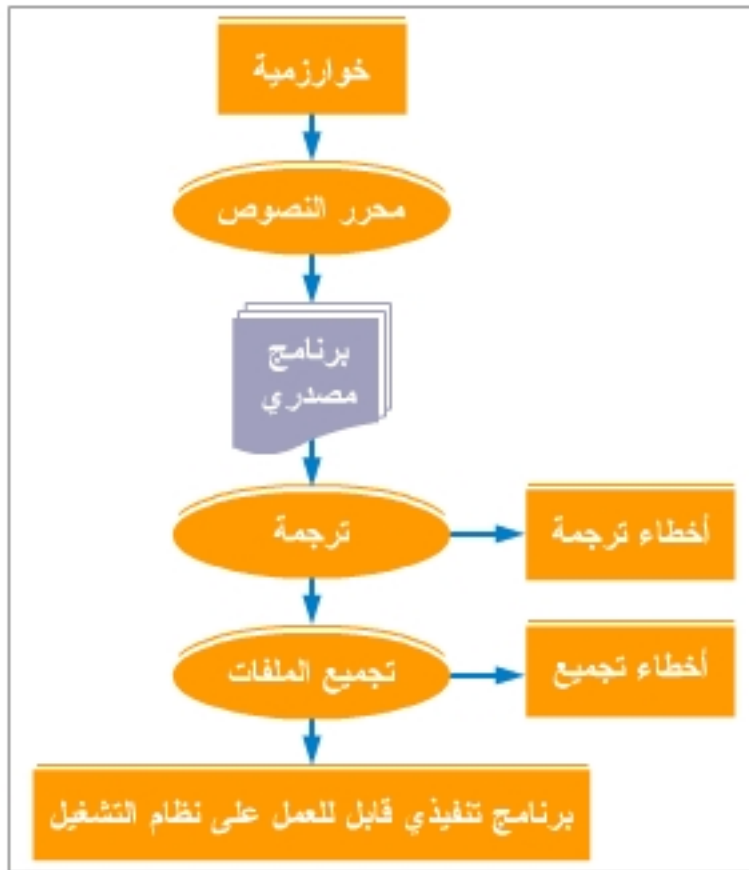 خوارزمية
محرر النصوص
برنامج
مصدري
ترجمة
أخطاء ترجمة
تجميع الملفات
أخطاء تجميع
برنامج تنفيذي قابل للعمل على نظام التشغيل